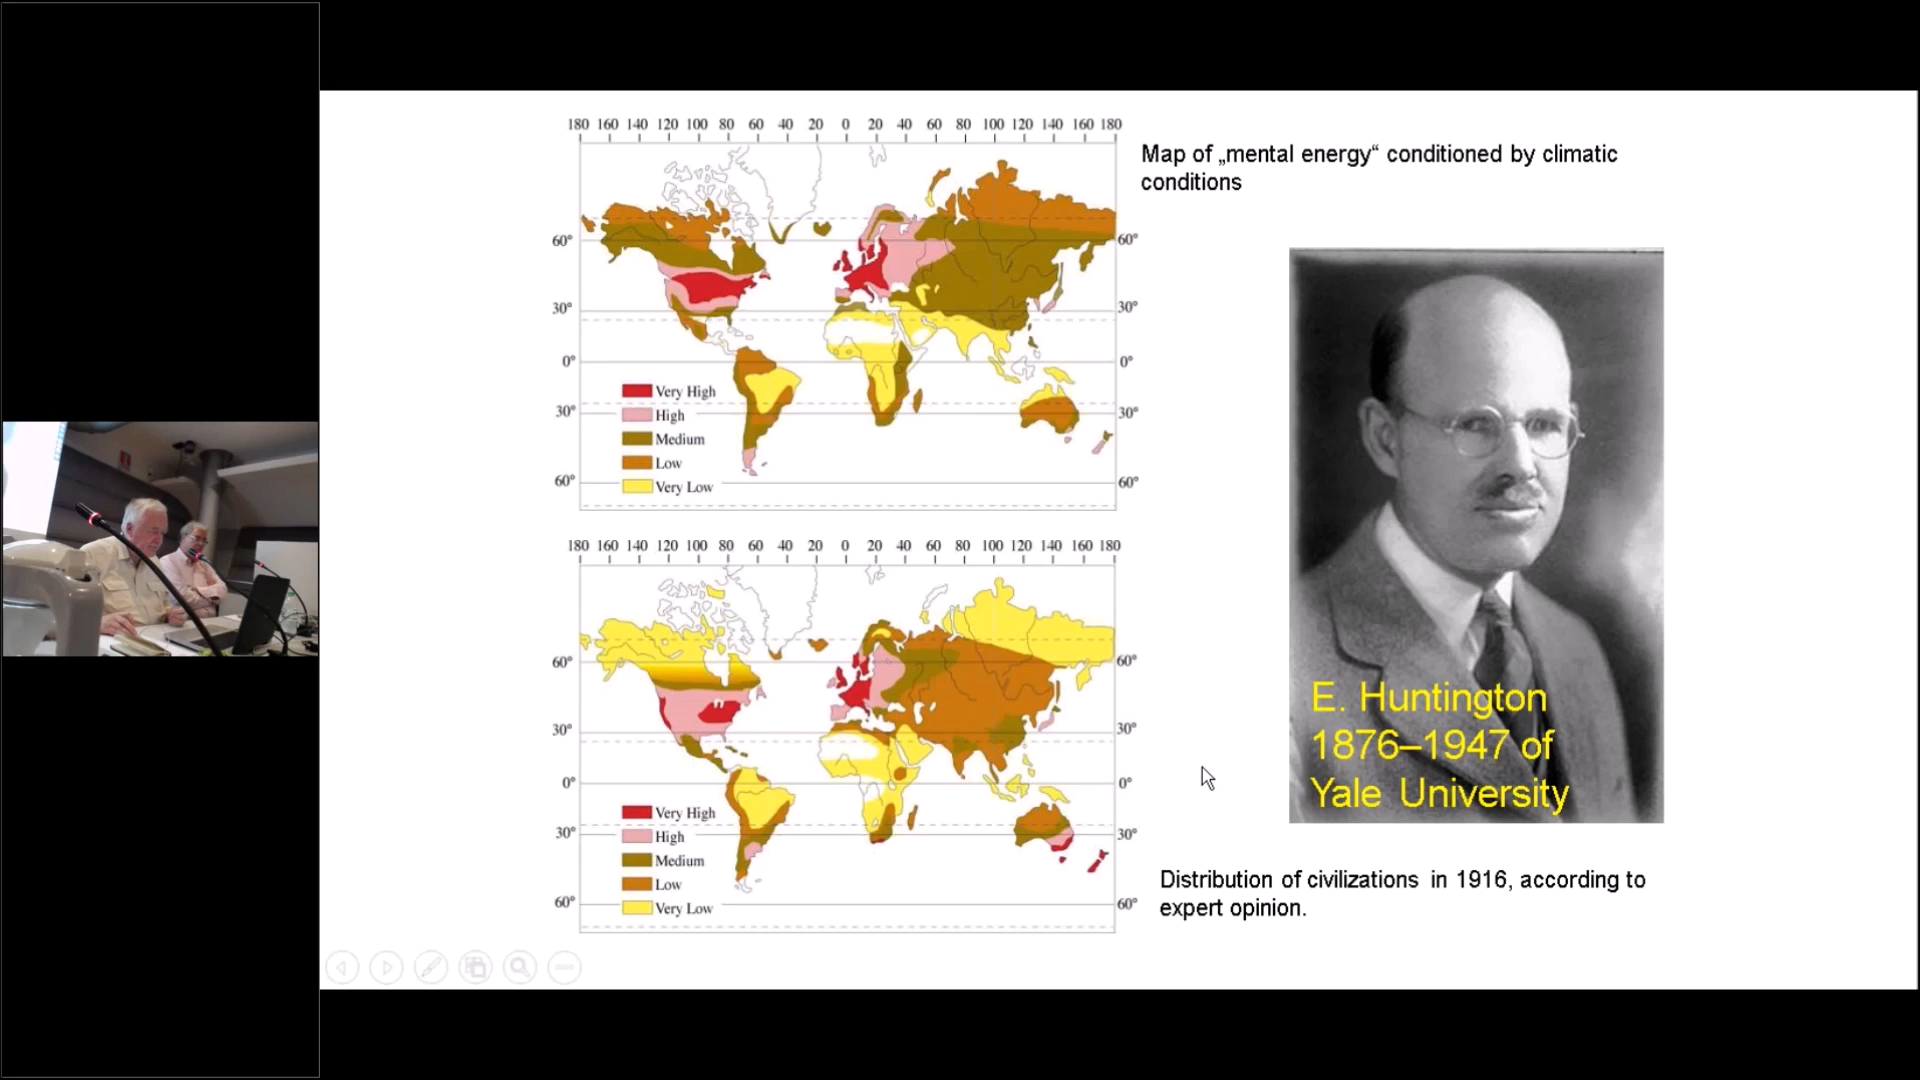 180 160 140 120 100 80 60 40 20 0 20 40 60 80 100 120 140 160 180
60° 60°
30° 30°
0° 0°
30° 30°
60° 60°
Very High
High
Medium
Low
Very Low
Map of „mental energy“ conditioned by climatic
conditions
E. Huntington
1876–1947 of
Yale University
180 160 140 120 100 80 60 40 20 0 20 40 60 80 100 120 140 160 180
60° 60°
30° 30°
0° 0°
30° 30°
60° 60°
Very High
High
Medium
Low
Very Low
Distribution of civilizations in 1916, according to
expert opinion.